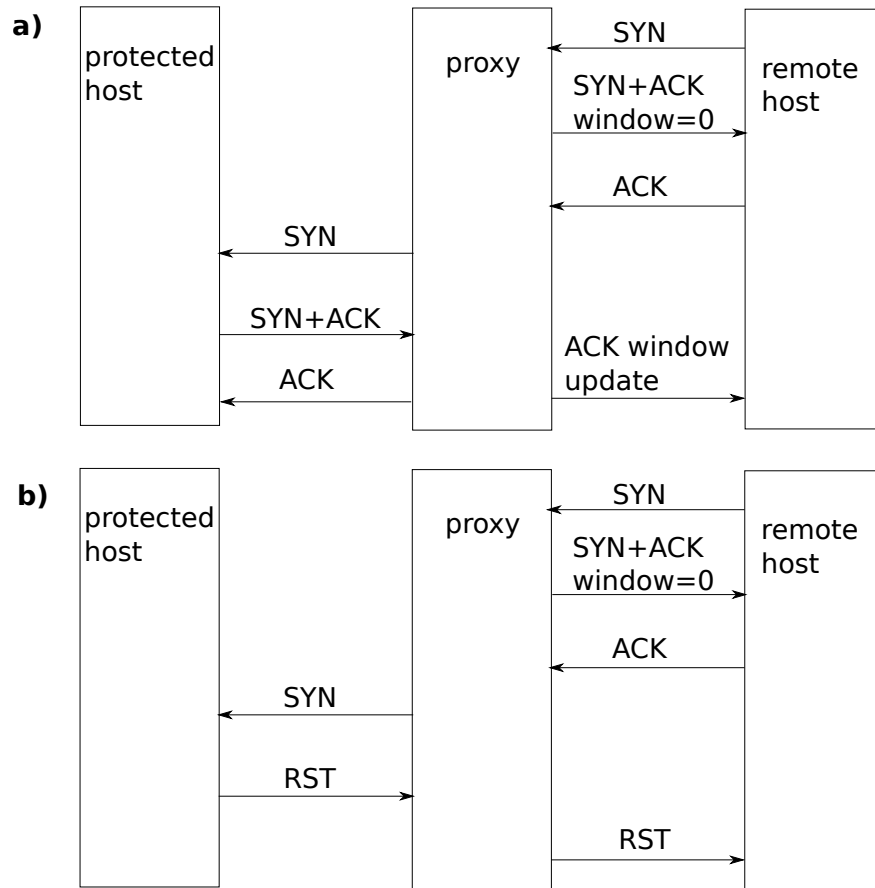 a)
protected
host
proxy
remote
host
SYN
SYN+ACK
window=0
ACK
SYN
SYN+ACK
ACK
ACK window
update
b)
protected
host
proxy
remote
host
SYN
SYN+ACK
window=0
ACK
SYN
RST
RST